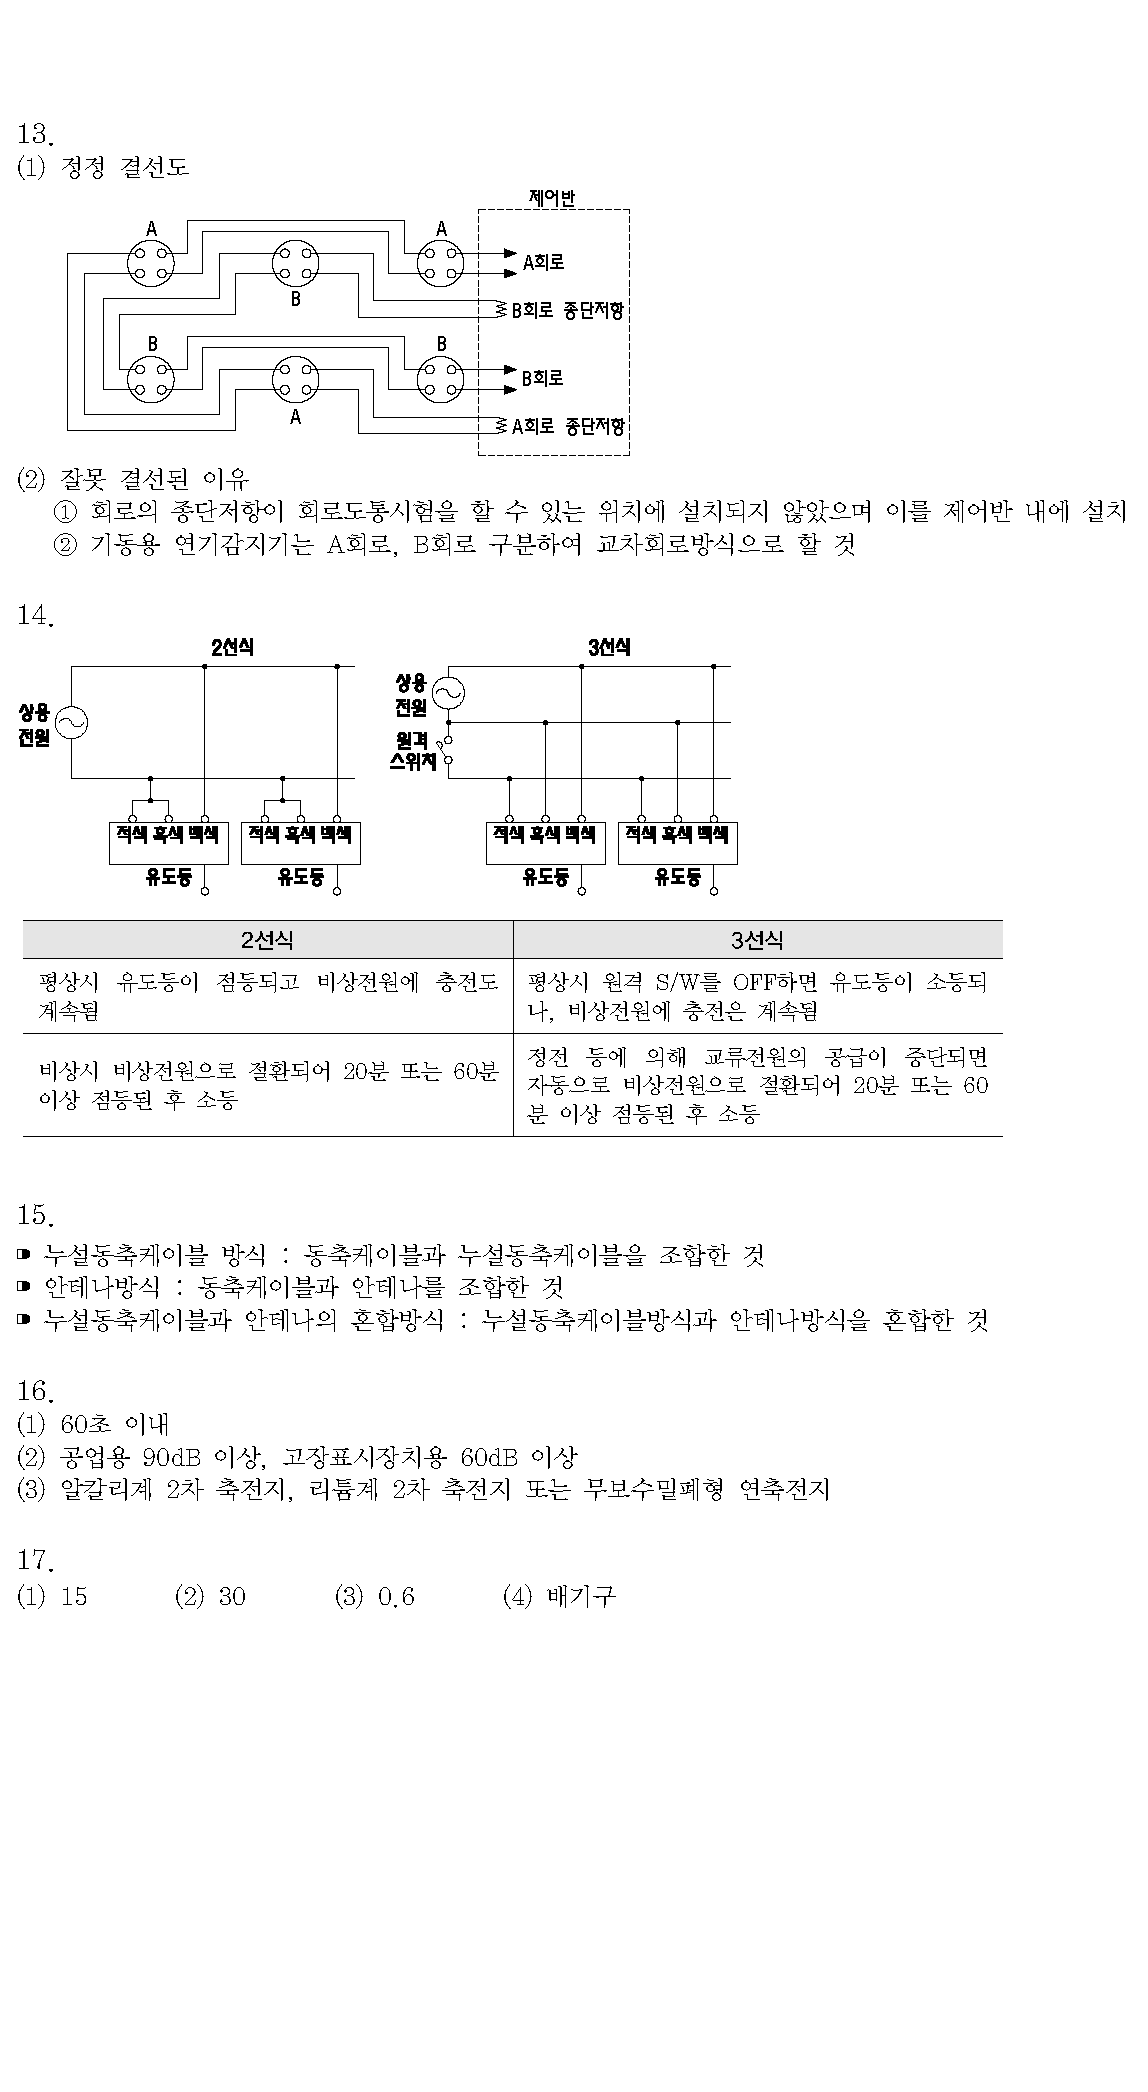 13.
(1) 정정 결선도
제어반
A
A
A회로
B
B회로 종단저항
B
B
B회로
A
A회로 종단저항
(2) 잘못 결선된 이유
① 회로의 종단저항이 회로도통시험을 할 수 있는 위치에 설치되지 않았으며 이를 제어반 내에 설치
② 기동용 연기감지기는 A회로, B회로 구분하여 교차회로방식으로 할 것
14.
2선식
상용
전원
적색 흑색 백색
유도등
적색 흑색 백색
유도등
3선식
상용
전원
원격
스위치
적색 흑색 백색
유도등
적색 흑색 백색
유도등
2선식
3선식
평상시 유도등이 점등되고 비상전원에 충전도
계속됨
평상시 원격 S/W를 OFF하면 유도등이 소등되
나, 비상전원에 충전은 계속됨
비상시 비상전원으로 절환되어 20분 또는 60분
이상 점등된 후 소등
정전 등에 의해 교류전원의 공급이 중단되면
자동으로 비상전원으로 절환되어 20분 또는 60
분 이상 점등된 후 소등
15.
누설동축케이블 방식 : 동축케이블과 누설동축케이블을 조합한 것
안테나방식 : 동축케이블과 안테나를 조합한 것
누설동축케이블과 안테나의 혼합방식 : 누설동축케이블방식과 안테나방식을 혼합한 것
16.
(1) 60초 이내
(2) 공업용 90dB 이상, 고장표시장치용 60dB 이상
(3) 알칼리계 2차 축전지, 리튬계 2차 축전지 또는 무보수밀폐형 연축전지
17.
(1) 15 (2) 30 (3) 0.6 (4) 배기구